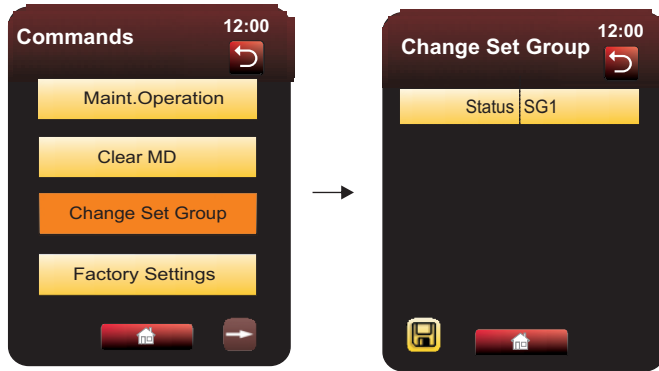 Commands
12:00
Maint.Operation
Clear MD
Change Set Group
Factory Settings
Change Set Group
12:00
Status SG1